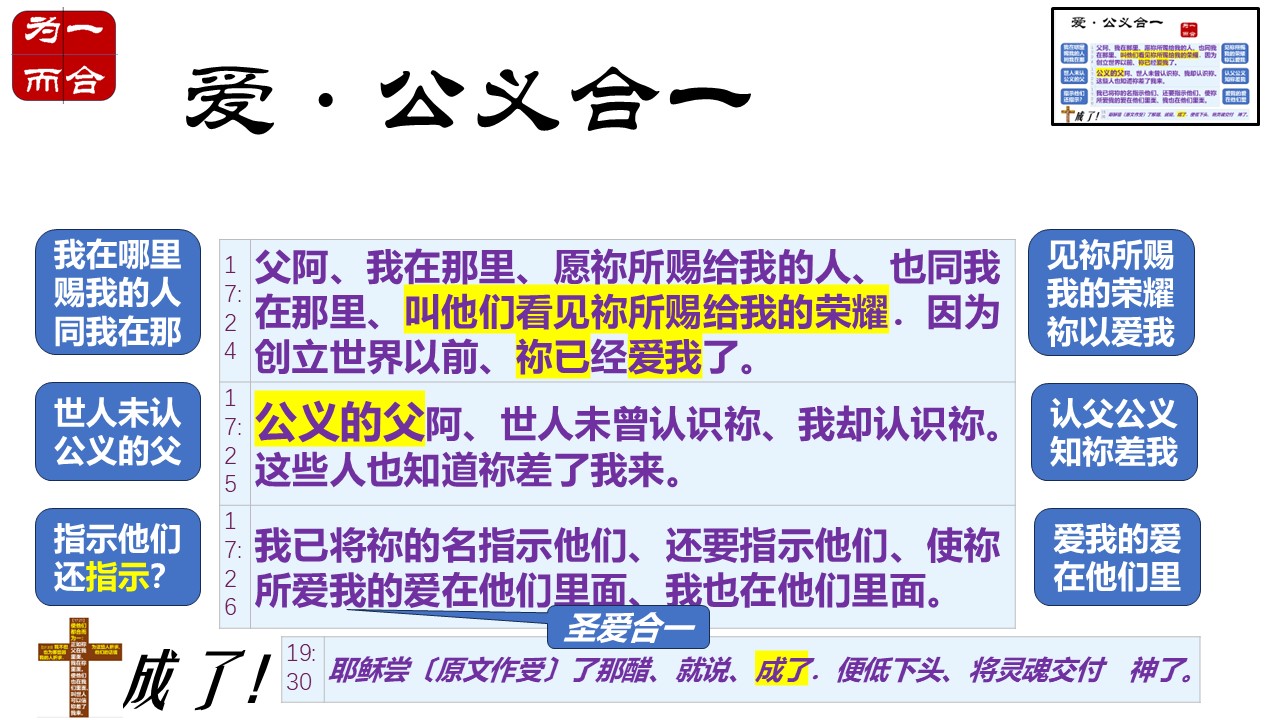 为一
而合
爱·公义合一
我在哪里
赐我的人
同我在那
17:24
父阿、我在那里、愿祢所赐给我的人、也同我
在那里、叫他们看见祢所赐给我的荣耀．因为
创立世界以前、祢已经爱我了。
见祢所赐
我的荣耀
祢以爱我
世人未认
公义的父
17:25
公义的父阿、世人未曾认识祢、我却认识祢。
这些人也知道祢差了我来。
认父公义
知祢差我
指示他们
还指示?
17:26
我已将祢的名指示他们、还要指示他们、使祢
所爱我的爱在他们里面、我也在他们里面。
爱我的爱
在他们里
圣爱合一
成了!
19:30
耶稣尝〔原文作受〕了那醋、就说、成了．便低下头、将灵魂交付　神了。